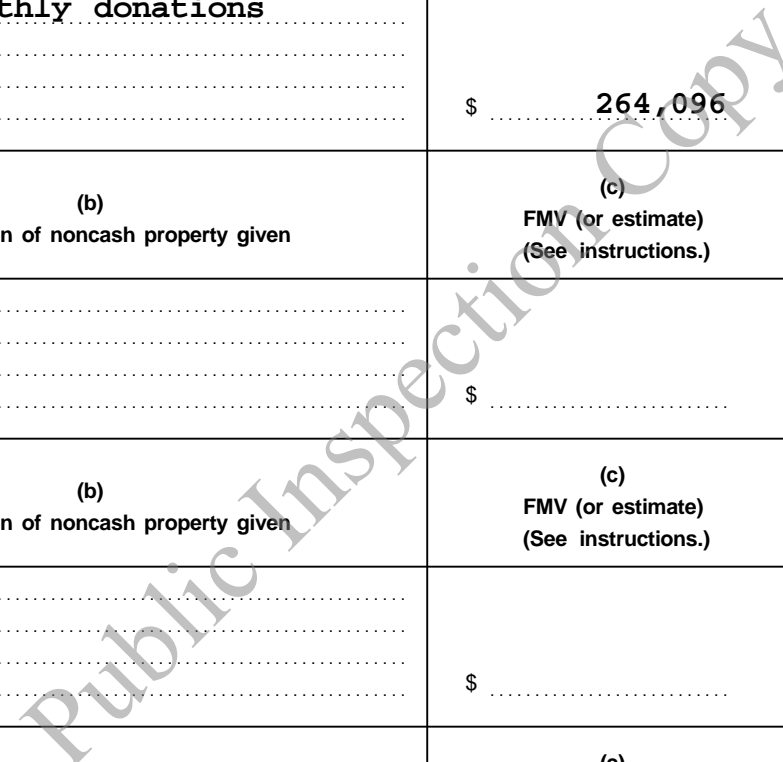 donations
$ 264,096
(b)
(c)
of noncash property given
FMV (or estimate)
(See instructions.)
$
(b)
(c)
of noncash property given
FMV (or estimate)
(See instructions.)
$
Public Inspection Copy